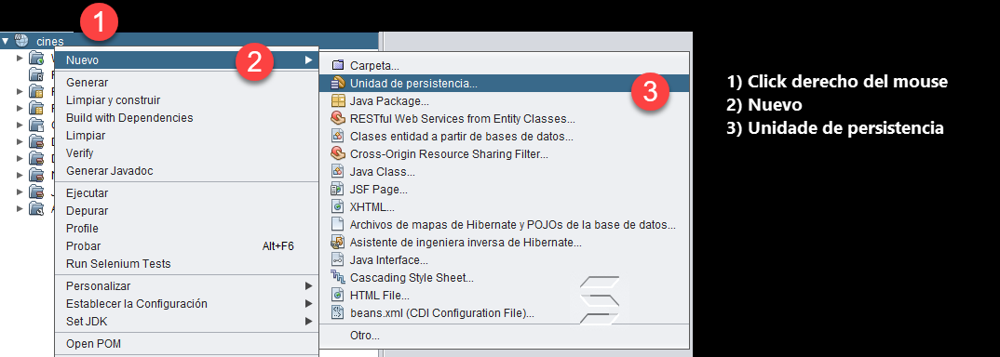 1
cines
2
Nuevo
Generar
Limpiar y construir
Build with Dependencies
Limpiar
Verify
Generar Javadoc
Ejecutar
Depurar
Profile
Probar Alt+F6
Run Selenium Tests
Personalizar
Establecer la Configuración
Set JDK
Open POM
3
Carpeta...
Unidad de persistencia...
Java Package...
RESTful Web Services from Entity Classes...
Clases entidad a partir de bases de datos...
Cross-Origin Resource Sharing Filter...
Java Class...
JSF Page...
XHTML...
Archivos de mapas de Hibernate y POJOs de la base de datos...
Asistente de ingeniera inversa de Hibernate...
Java Interface...
Cascading Style Sheet...
HTML File...
beans.xml (CDI Configuration File)...
Otro...
1) Click derecho del mouse
2) Nuevo
3) Unidade de persistencia